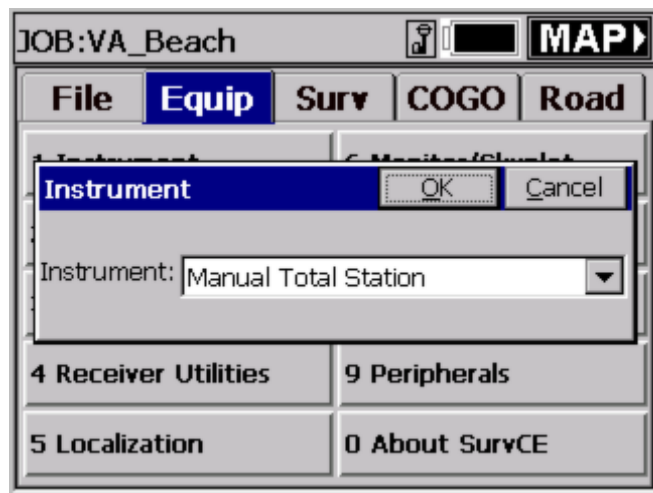 JOB:VA_Beach MAP
File Equip Surv COGO Road
Instrument OK Cancel
Instrument: Manual Total Station
4 Receiver Utilities 9 Peripherals
5 Localization 0 About SurvCE